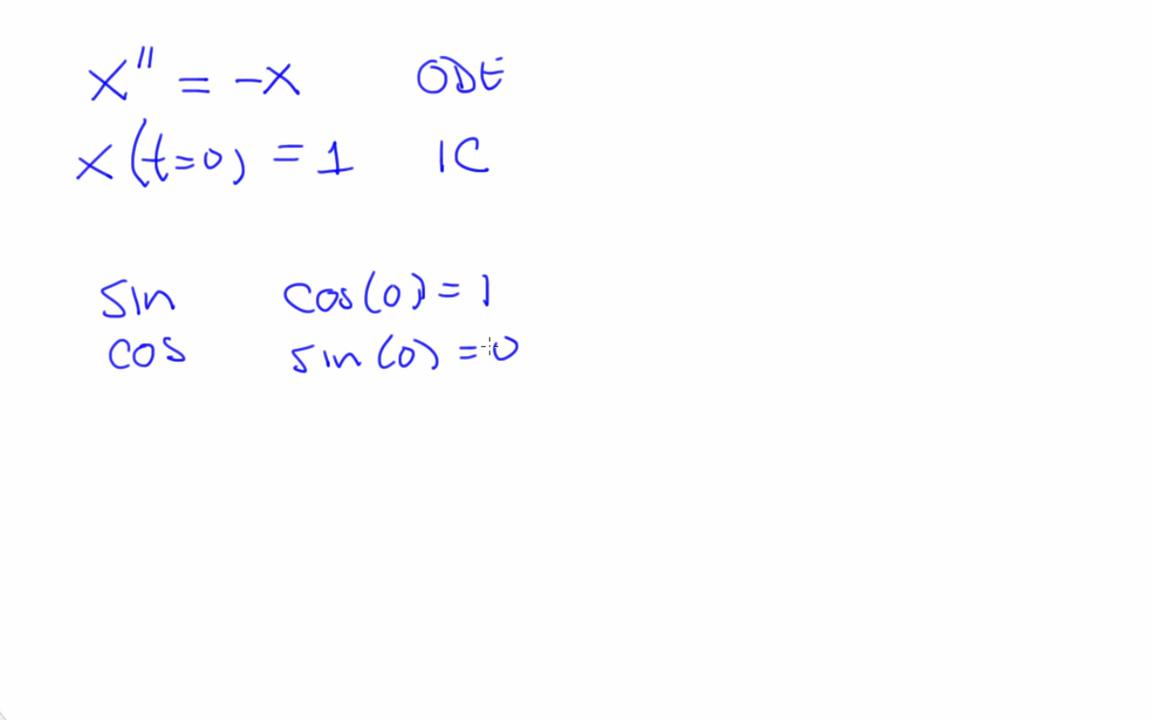 x'' = -x ODE
x(t=0) = 1 IC
sin cos(0) = 1
cos sin(0) = 0